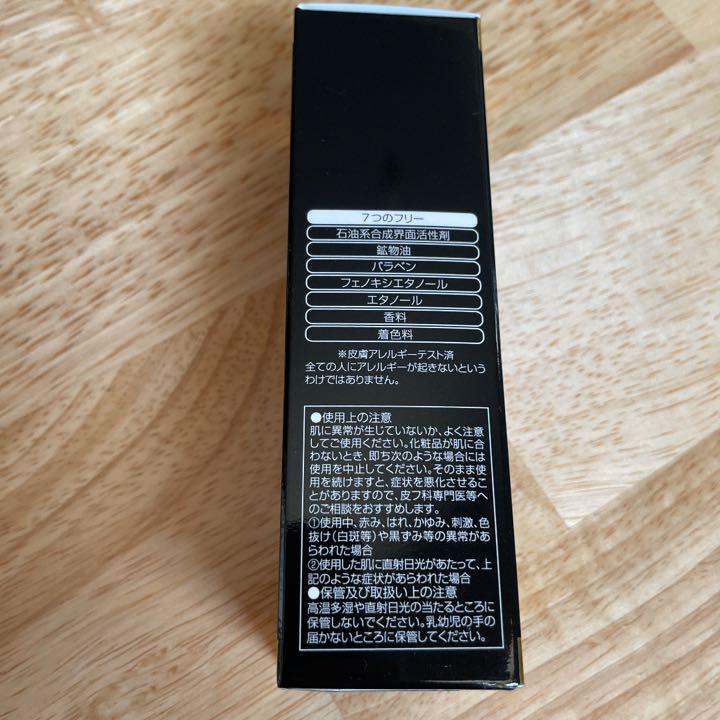 7つのフリー
石油系合成界面活性剤
鉱物油
パラベン
フェノキシエタノール
エタノール
香料
着色料
※皮膚アレルギーテスト済
全ての人にアレルギーが起きないという
わけではありません。
●使用上の注意
肌に異常が生じていないか、よく注意
してご使用ください。化粧品が肌に合
わないとき、即ち次のような場合には
使用を中止してください。そのまま使
用を続けますと、症状を悪化させるこ
とがありますので、皮フ科専門医等へ
のご相談をおすすめします。
①使用中、赤み、はれ、かゆみ、刺激、色
抜け(白斑等)や黒ずみ等の異常があ
らわれた場合
②使用した肌に直射日光があたって、上
記のような症状があらわれた場合
●保管及び取扱い上の注意
高温多湿や直射日光の当たるところに
保管しないでください。乳幼児の手の
届かないところに保管してください。